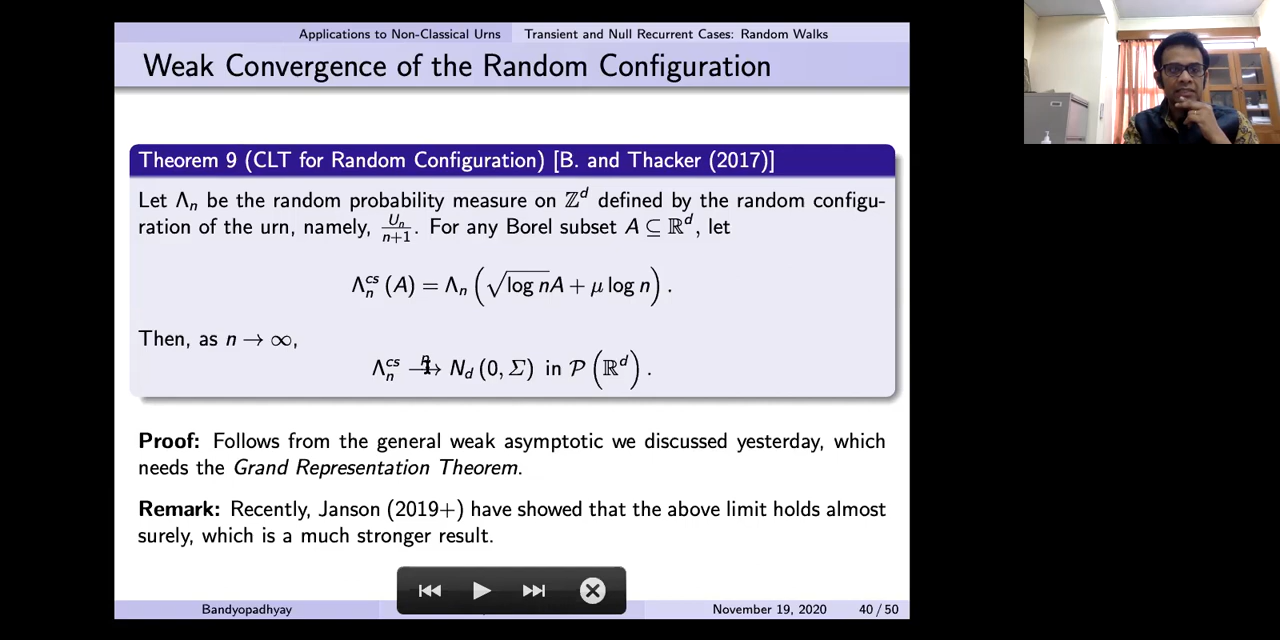 Applications to Non-Classical Urns Transient and Null Recurrent Cases: Random Walks
Weak Convergence of the Random Configuration
Theorem 9 (CLT for Random Configuration) [B. and Thacker (2017)]
Let Λ_n be the random probability measure on ℤ^d defined by the random configu-
ration of the urn, namely, U_n/(n+1). For any Borel subset A ⊆ ℝ^d, let
Λ_n^cs (A) = Λ_n (√log n A + μ log n) .
Then, as n → ∞,
Λ_n^cs ⟶ N_d (0, Σ) in 𝒫 (ℝ^d) .
Proof: Follows from the general weak asymptotic we discussed yesterday, which
needs the Grand Representation Theorem.
Remark: Recently, Janson (2019+) have showed that the above limit holds almost
surely, which is a much stronger result.
Bandyopadhyay November 19, 2020 40 / 50